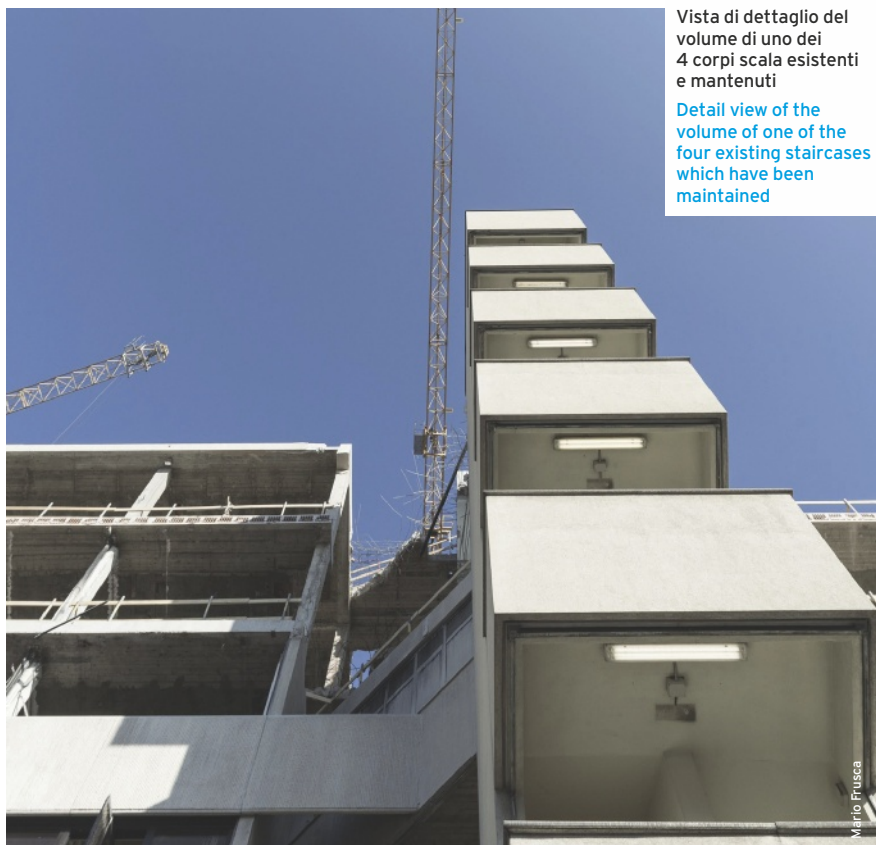 Vista di dettaglio del
volume di uno dei
4 corpi scala esistenti
e mantenuti
Detail view of the
volume of one of the
four existing staircases
which have been
maintained
Mario Frusca